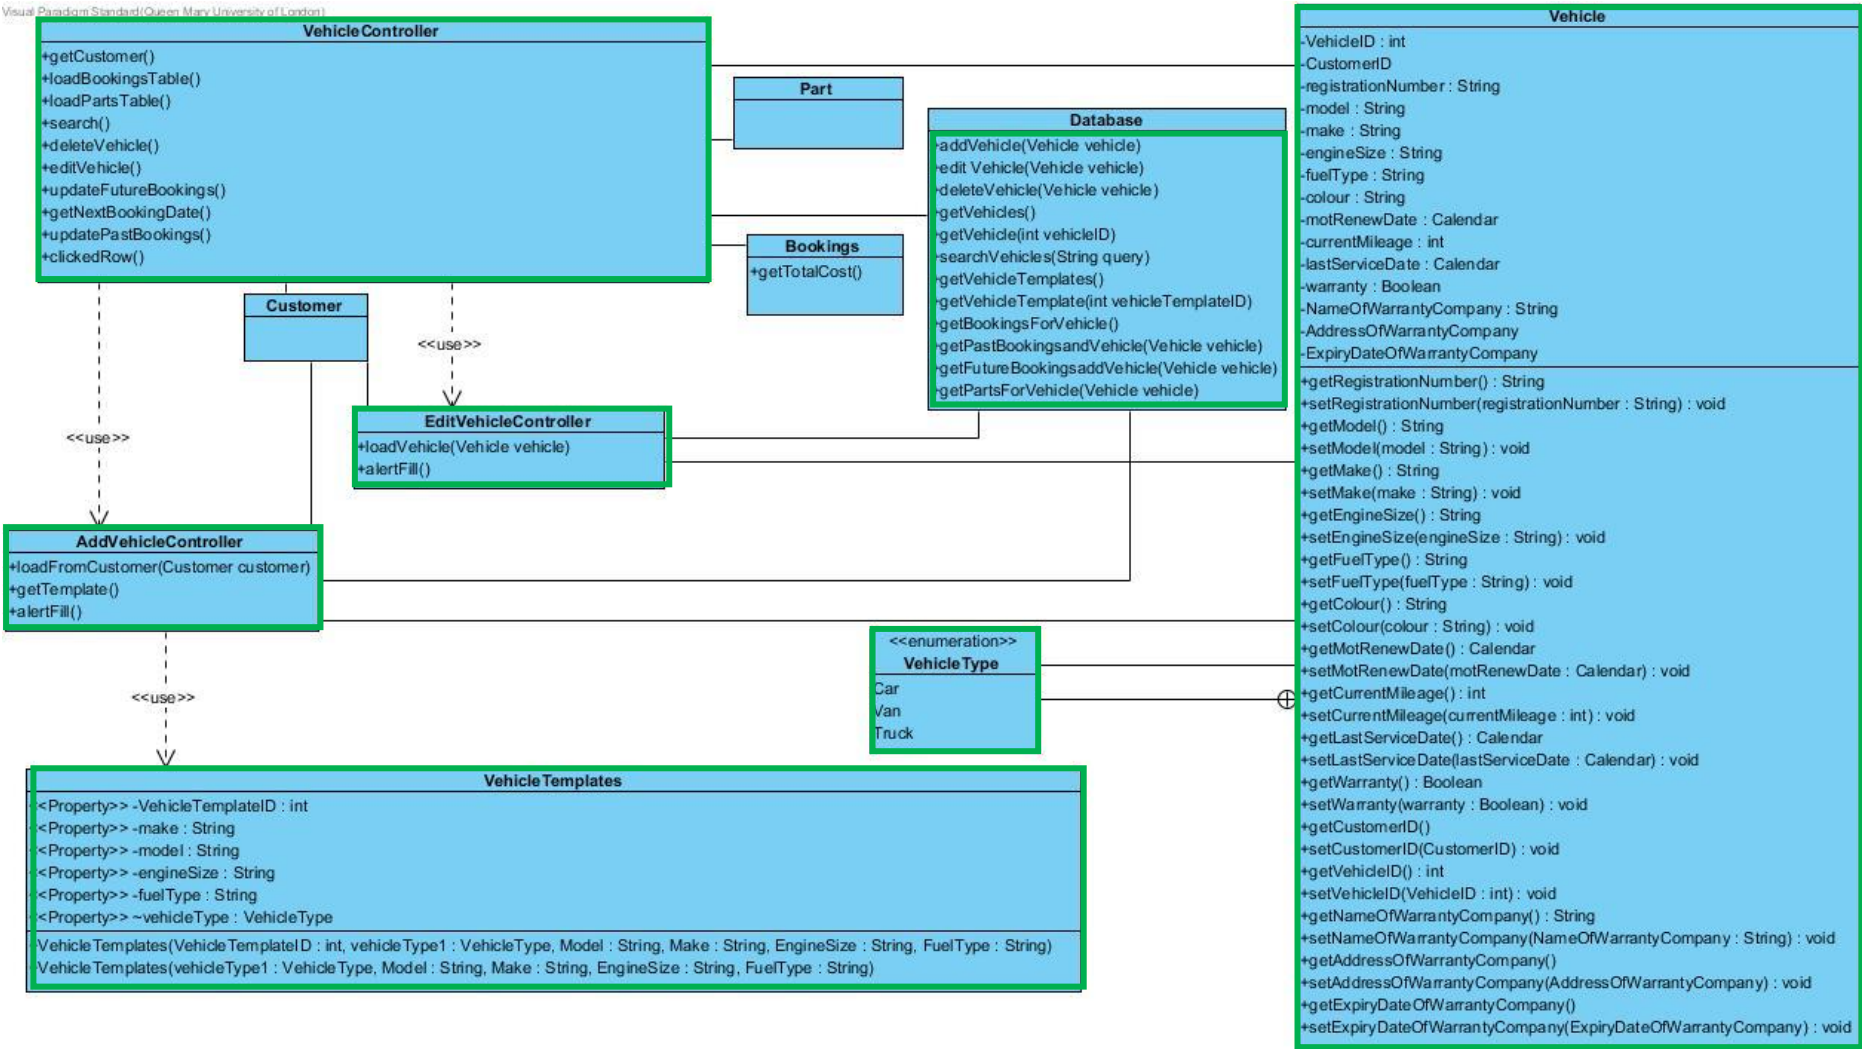 Visual Paradigm Standard(Queen Mary University of London)
VehicleController
+getCustomer()
+loadBookingsTable()
+loadPartsTable()
+search()
+deleteVehicle()
+editVehicle()
+updateFutureBookings()
+getNextBookingDate()
+updatePastBookings()
+clickedRow()
Part
Database
addVehicle(Vehicle vehicle)
edit Vehicle(Vehicle vehicle)
deleteVehicle(Vehicle vehicle)
getVehicles()
getVehicle(int vehicleID)
searchVehicles(String query)
getVehicleTemplates()
getVehicleTemplate(int vehicleTemplateID)
getBookingsForVehicle()
getPastBookingsandVehicle(Vehicle vehicle)
getFutureBookingsaddVehicle(Vehicle vehicle)
getPartsForVehicle(Vehicle vehicle)
Bookings
+getTotalCost()
Customer
<<use>>
<<use>>
EditVehicleController
+loadVehicle(Vehicle vehicle)
+alertFill()
AddVehicleController
+loadFromCustomer(Customer customer)
+getTemplate()
+alertFill()
<<use>>
<<enumeration>>
VehicleType
Car
Van
Truck
VehicleTemplates
<<Property>> -VehicleTemplateID : int
<<Property>> -make : String
<<Property>> -model : String
<<Property>> -engineSize : String
<<Property>> -fuelType : String
<<Property>> ~vehicleType : VehicleType
VehicleTemplates(VehicleTemplateID : int, vehicleType1 : VehicleType, Model : String, Make : String, EngineSize : String, FuelType : String)
VehicleTemplates(vehicleType1 : VehicleType, Model : String, Make : String, EngineSize : String, FuelType : String)
Vehicle
-VehicleID : int
-CustomerID
-registrationNumber : String
-model : String
-make : String
-engineSize : String
-fuelType : String
-colour : String
-motRenewDate : Calendar
-currentMileage : int
-lastServiceDate : Calendar
-warranty : Boolean
-NameOfWarrantyCompany : String
-AddressOfWarrantyCompany
-ExpiryDateOfWarrantyCompany
+getRegistrationNumber() : String
+setRegistrationNumber(registrationNumber : String) : void
+getModel() : String
+setModel(model : String) : void
+getMake() : String
+setMake(make : String) : void
+getEngineSize() : String
+setEngineSize(engineSize : String) : void
+getFuelType() : String
+setFuelType(fuelType : String) : void
+getColour() : String
+setColour(colour : String) : void
+getMotRenewDate() : Calendar
+setMotRenewDate(motRenewDate : Calendar) : void
+getCurrentMileage() : int
+setCurrentMileage(currentMileage : int) : void
+getLastServiceDate() : Calendar
+setLastServiceDate(lastServiceDate : Calendar) : void
+getWarranty() : Boolean
+setWarranty(warranty : Boolean) : void
+getCustomerID()
+setCustomerID(CustomerID) : void
+getVehicleID() : int
+setVehicleID(VehicleID : int) : void
+getNameOfWarrantyCompany() : String
+setNameOfWarrantyCompany(NameOfWarrantyCompany : String) : void
+getAddressOfWarrantyCompany()
+setAddressOfWarrantyCompany(AddressOfWarrantyCompany) : void
+getExpiryDateOfWarrantyCompany()
+setExpiryDateOfWarrantyCompany(ExpiryDateOfWarrantyCompany) : void